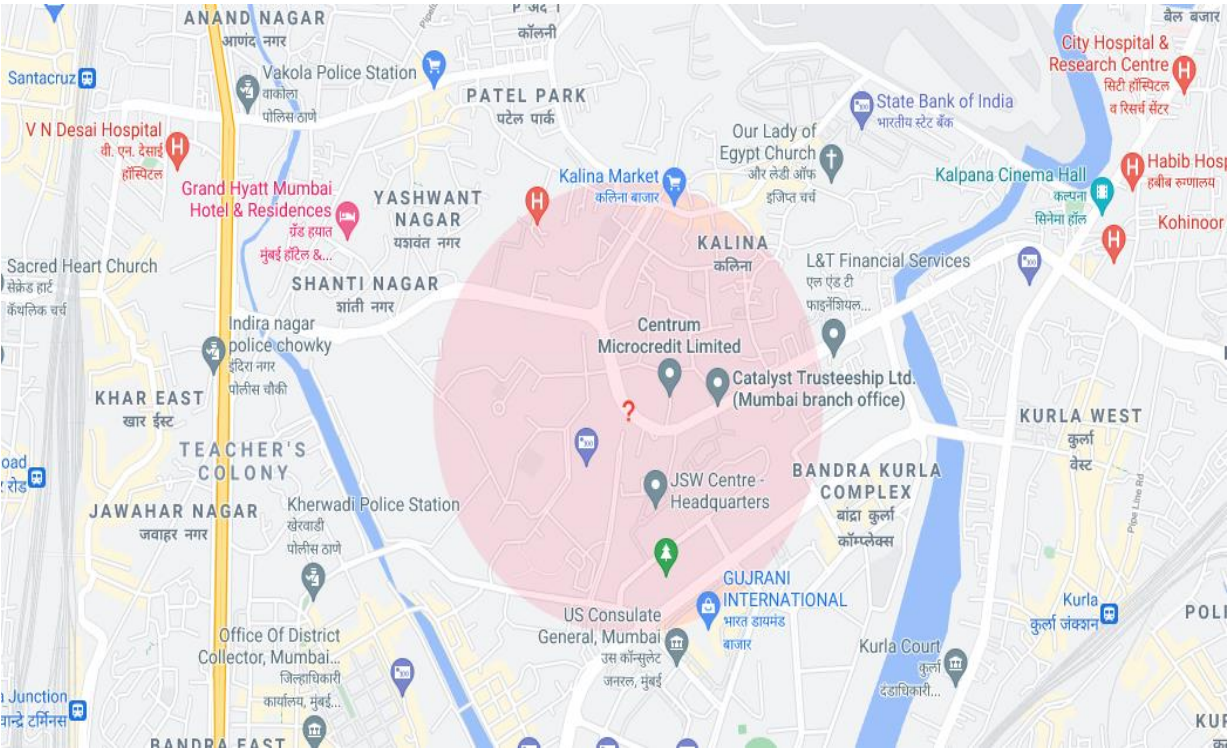 ANAND NAGAR
आणंद नगर
कॉलनी
बैल बजार
Santacruz
Vakola Police Station
वाकोला
पोलिस ठाणे
PATEL PARK
पटेल पार्क
City Hospital &
Research Centre
सिटी हॉस्पिटल
व रिसर्च सेंटर
State Bank of India
भारतीय स्टेट बँक
V N Desai Hospital
वी. एन. देसाई
हॉस्पिटल
Our Lady of
Egypt Church
और लेडी ऑफ
इजिप्त चर्च
Kalina Market
कलिना बाजार
Kalpana Cinema Hall
कल्पना
सिनेमा हॉल
Habib Hosp
हबीब रुग्णालय
Kohinoor
Grand Hyatt Mumbai
Hotel & Residences
ग्रँड हयात
मुंबई हॉटेल &...
YASHWANT
NAGAR
यशवंत नगर
KALINA
कलिना
Sacred Heart Church
सेक्रेड हार्ट
कॅथलिक चर्च
SHANTI NAGAR
शांती नगर
L&T Financial Services
एल एंड टी
फाइनेंशियल...
Indira nagar
police chowky
इंदिरा नगर
पोलीस चौकी
Centrum
Microcredit Limited
Catalyst Trusteeship Ltd.
(Mumbai branch office)
?
KHAR EAST
खार ईस्ट
KURLA WEST
कुर्ला
वेस्ट
TEACHER'S
COLONY
oad
रोड
JSW Centre -
Headquarters
BANDRA KURLA
COMPLEX
बांद्रा कुर्ला
कॉम्प्लेक्स
Pipe Line Rd
JAWAHAR NAGAR
जवाहर नगर
Kherwadi Police Station
खेरवाडी
पोलीस ठाणे
GUJRANI
INTERNATIONAL
भारत डायमंड
बाजार
US Consulate
General, Mumbai
उस कॉन्सुलेट
जनरल, मुंबई
Kurla
कुर्ला जंक्शन
POLI
Office Of District
Collector, Mumbai...
जिल्हाधिकारी
कार्यालय, मुंबई...
Kurla Court
कुर्ला
दंडाधिकारी...
Junction
वान्द्रे टर्मिनस
BANDRA EAST
KUR